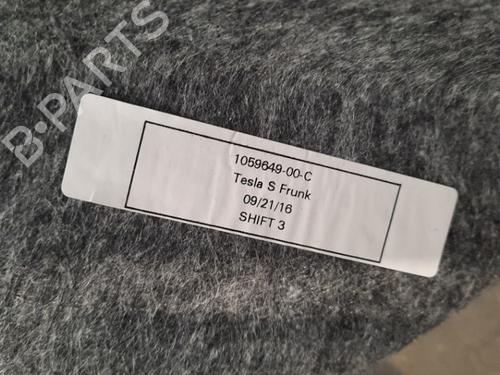 B-PARTS
1059649-00-C
Tesla S Frunk
09/21/16
SHIFT 3